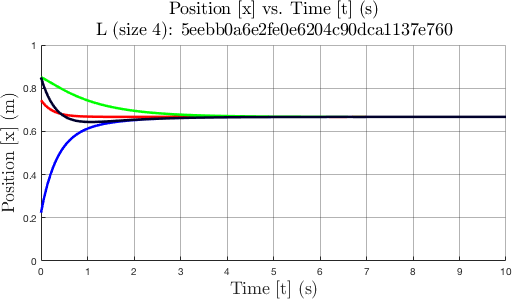 Position [x] vs. Time [t] (s)
L (size 4): 5eebb0a6e2fe0e6204c90dca1137e760
1
0.8
0.6
0.4
0.2
0
Position [x] (m)
0 1 2 3 4 5 6 7 8 9 10
Time [t] (s)